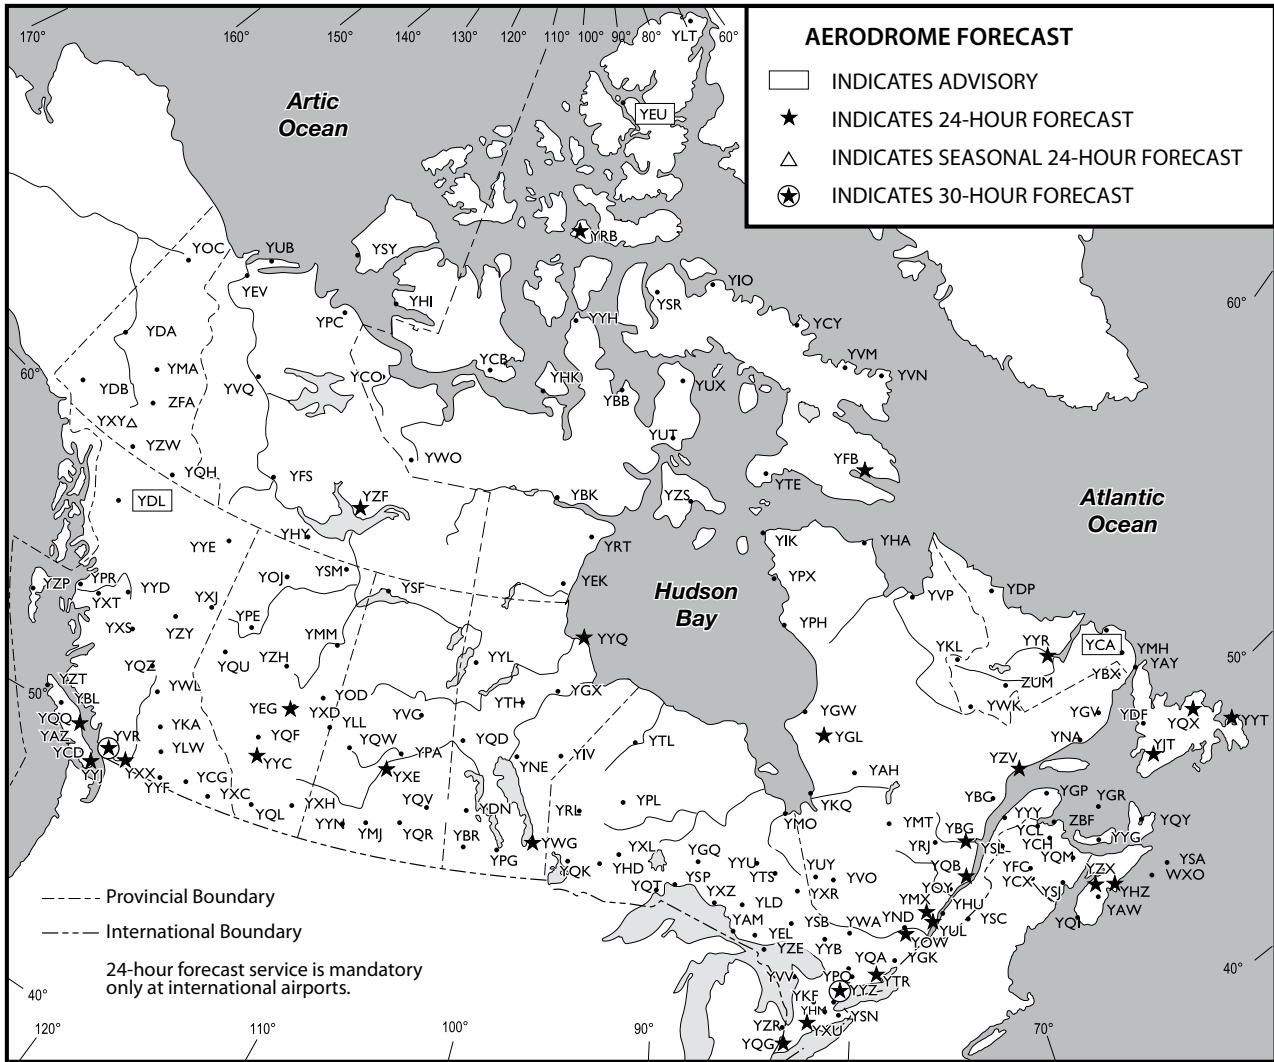 170°
160°
150°
140°
130°
120°
110°
100°
90°
80°
60°
YLT
AERODROME FORECAST
INDICATES ADVISORY
INDICATES 24-HOUR FORECAST
INDICATES SEASONAL 24-HOUR FORECAST
INDICATES 30-HOUR FORECAST
Artic
Ocean
YEU
YRB
YOC
YUB
YSY
YEV
YHI
YPC
YYH
YSR
YIO
YCY
60°
YDA
YMA
YDB
ZFA
YXY
YZW
YQH
YVQ
YCO
YCB
YHK
YBB
YUX
YVM
YVN
60°
YUT
YFB
YTE
YWO
YFS
YZF
YBK
YZS
YDL
Atlantic
Ocean
YYE
YHY
YRT
YIK
YHA
YZP
YPR
YXT
YYD
YXJ
YOJ
YSM
YSF
YEK
Hudson
Bay
YPX
YVP
YDP
YXS
YZY
YPE
YMM
YYQ
YPH
YKL
YYR
YCA
YMH
YAY
50°
YQZ
YQU
YZH
YYL
ZUM
YBX
YZT
50°
YBL
YWL
YOD
YTH
YGX
YWK
YQQ
YAZ
YKA
YEG
YXD
YVC
YGW
YGV
YDF
YQX
YYT
YCD
YVR
YLW
YQF
YLL
YQW
YPA
YQD
YIV
YTL
YGL
YNA
YJT
YYJ
YXX
YYF
YYC
YXE
YNE
YAH
YZV
YCG
YXC
YQL
YXH
YYN
YMJ
YQV
YQR
YDN
YBR
YPG
YRL
YPL
YWG
YKQ
YMO
YMT
YBC
YGP
YGR
YYY
ZBF
YQY
YCL
YCH
YYG
YRJ
YBG
YSL
YQM
YSA
WXO
YQK
YHD
YXL
YGQ
YYU
YTS
YUY
YVO
YQB
YFC
YCX
YZX
YHZ
YQT
YSP
YXZ
YXR
YOY
YSJ
YAW
YLD
YMX
YHU
YND
YUL
YSC
YQI
YAM
YEL
YSB
YWA
YOW
YZE
YYB
YGK
YQA
YVV
YPQ
YTR
YYZ
YKF
YHM
YSN
YZR
YXU
YQG
Provincial Boundary
International Boundary
24-hour forecast service is mandatory
only at international airports.
40°
40°
120°
110°
100°
90°
70°